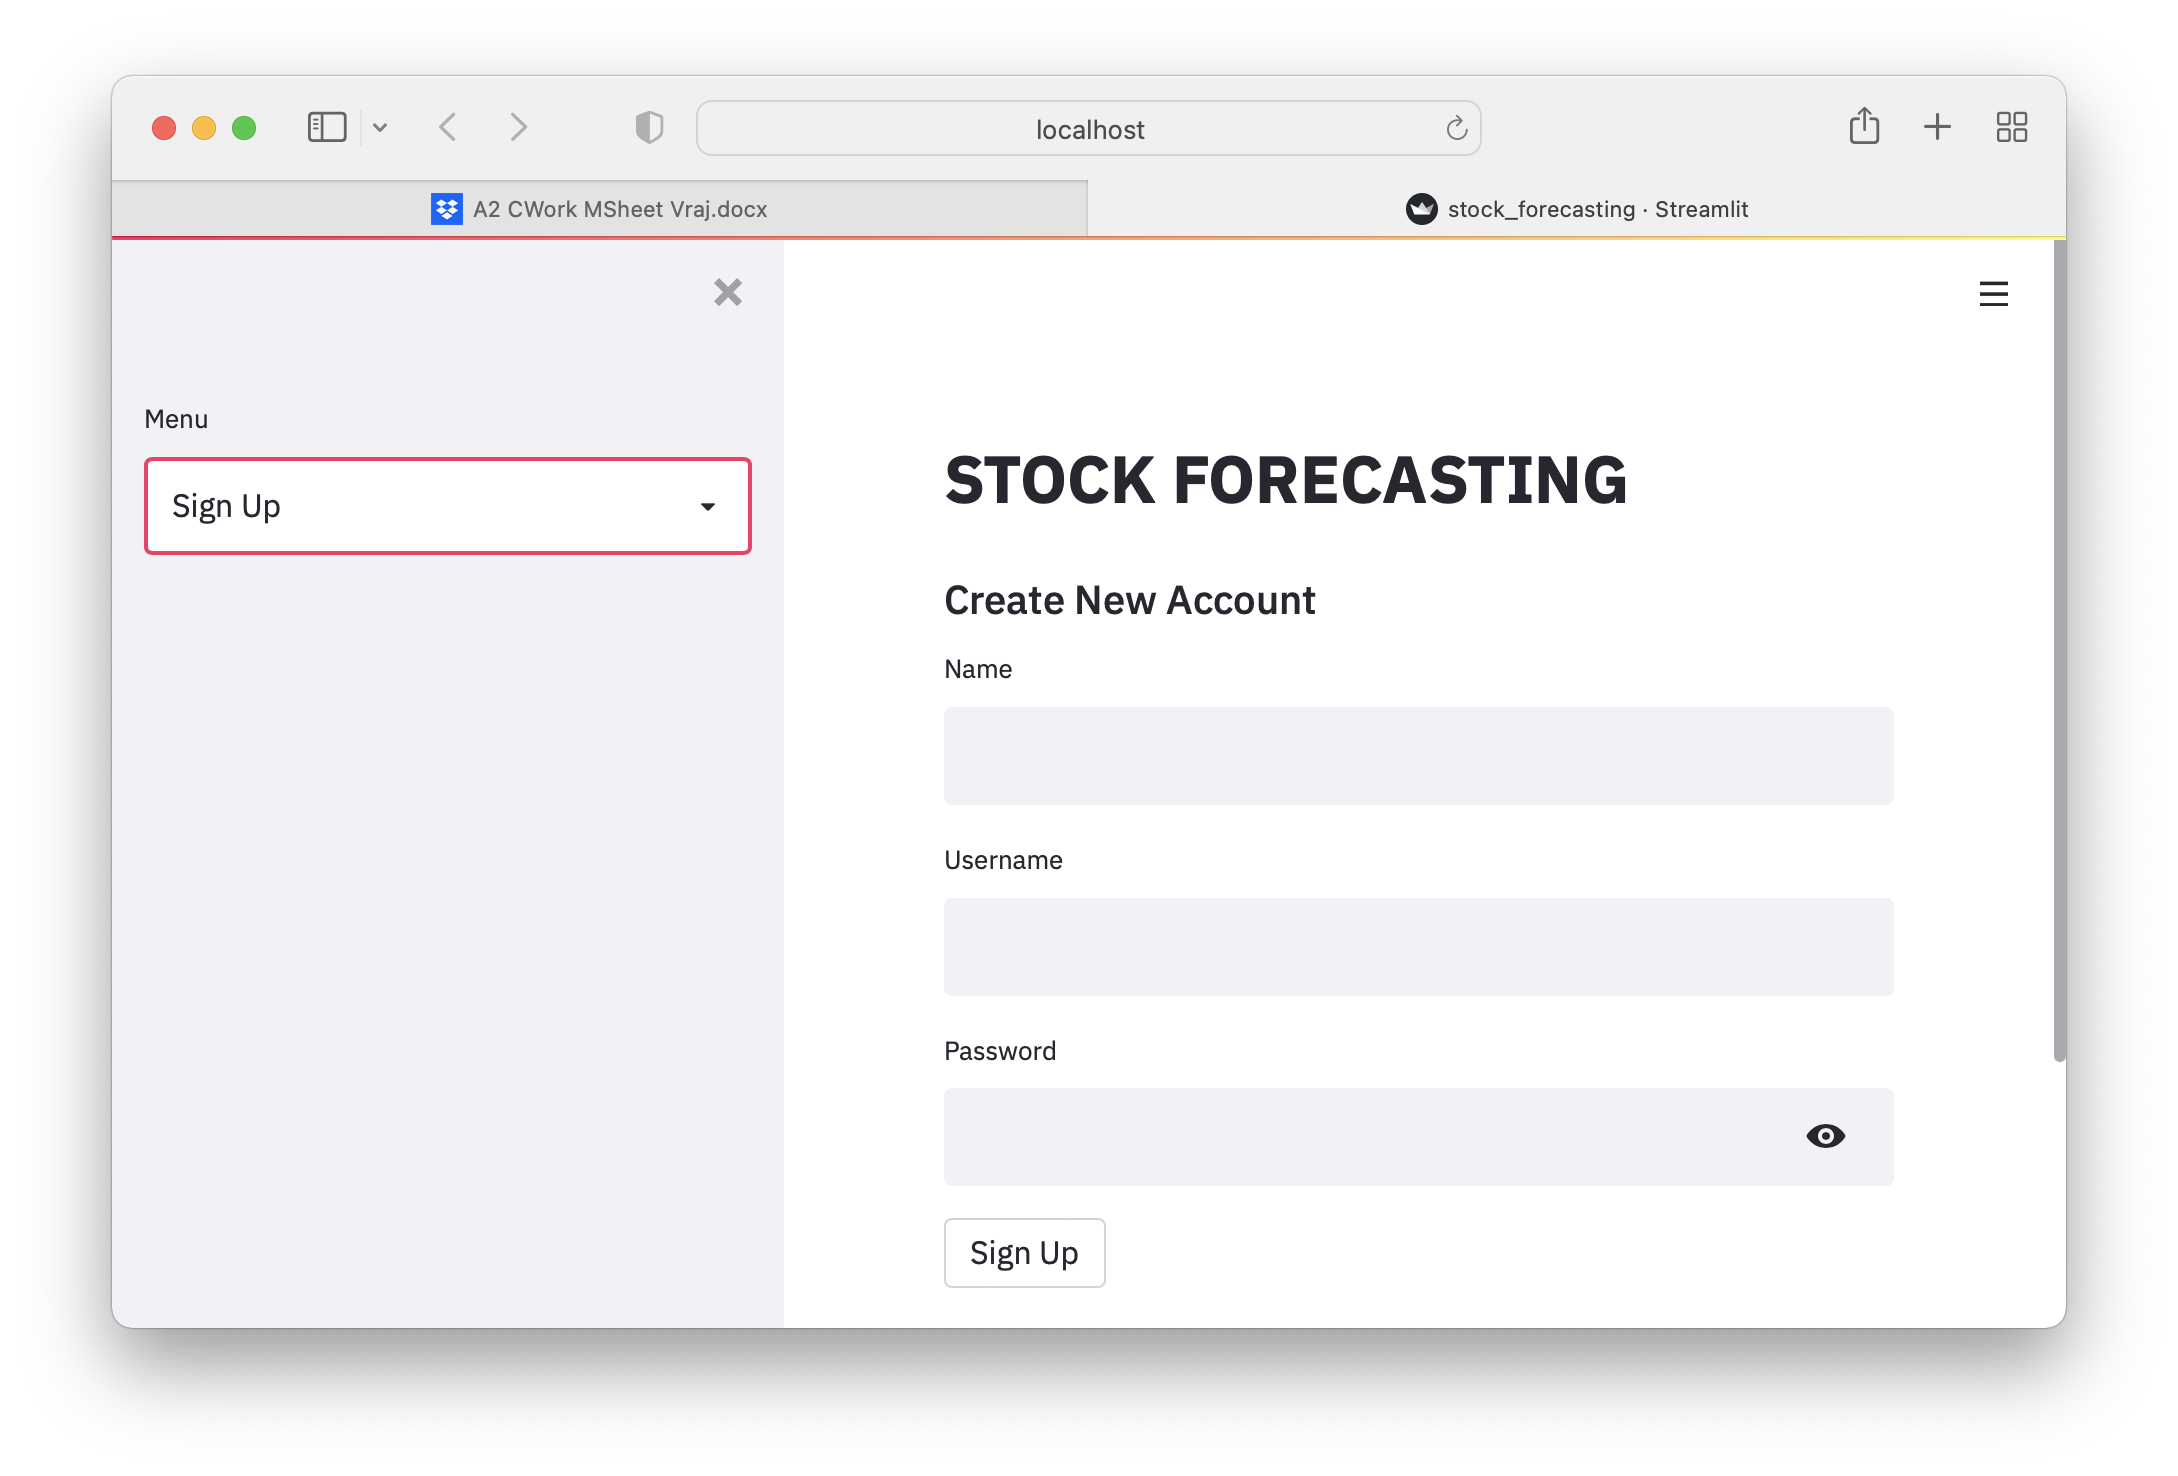 localhost
A2 CWork MSheet Vraj.docx
stock_forecasting · Streamlit
Menu
Sign Up
STOCK FORECASTING
Create New Account
Name
Username
Password
Sign Up